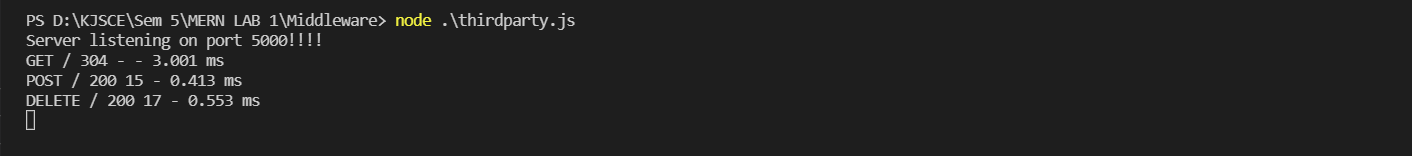 PS D:\KJSCE\Sem 5\MERN LAB 1\Middleware> node .\thirdparty.js
Server listening on port 5000!!!!
GET / 304 - - 3.001 ms
POST / 200 15 - 0.413 ms
DELETE / 200 17 - 0.553 ms